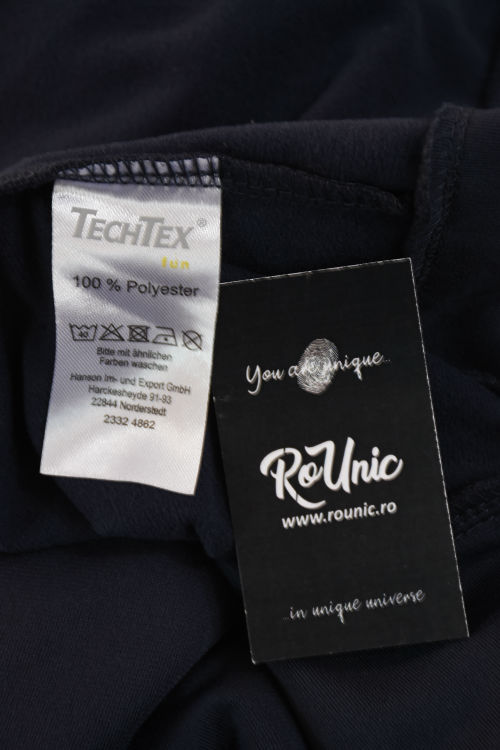 TECHTEX®
fun
100 % Polyester
Bitte mit ähnlichen
Farben waschen
Hanson Im- und Export GmbH
Harckesheyde 91-93
22844 Norderstedt
2332 4862
You are unique...
RoUnic
www.rounic.ro
...in unique universe